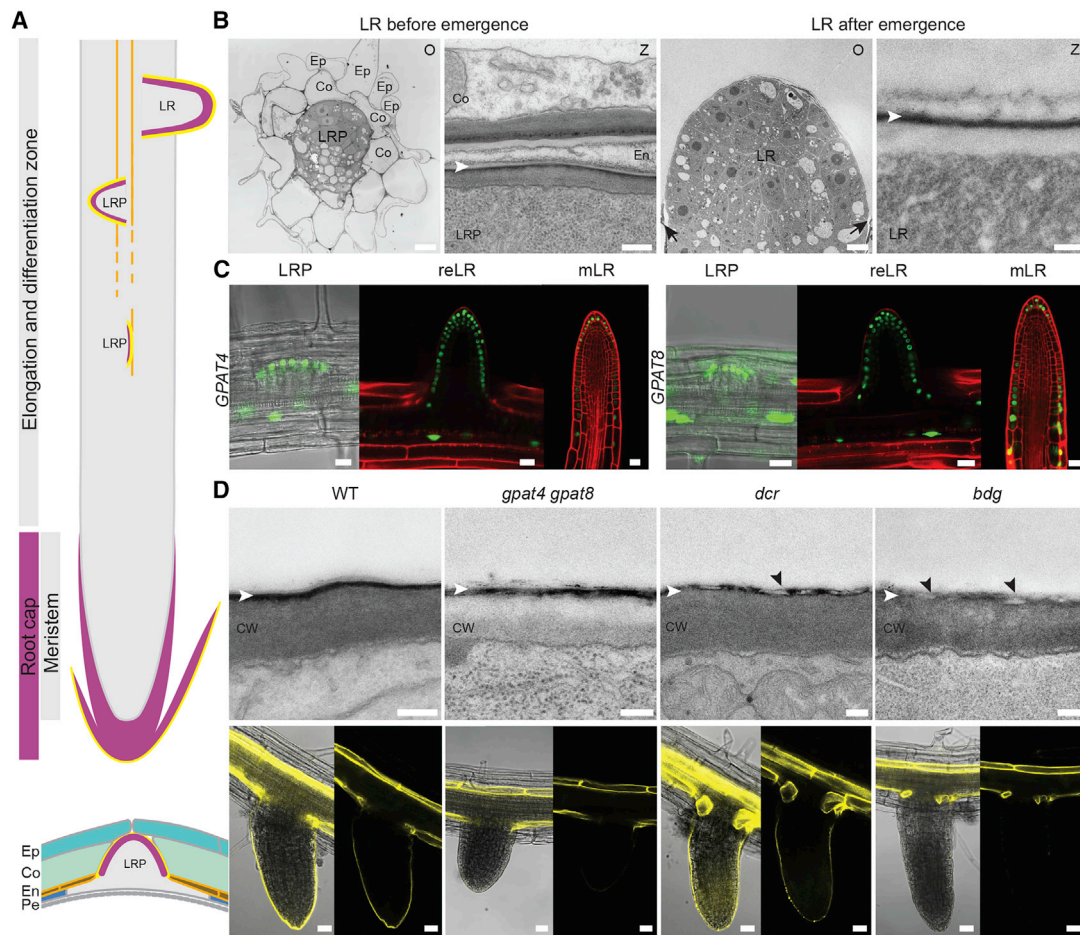 A
Elongation and differentiation zone
LR
LRP
LRP
Root cap
Meristem
Ep
Co
En
Pe
LRP
B
LR before emergence
LR after emergence
O
Ep
Ep
Ep
Ep
Co
Co
Co
LRP
Z
Co
En
LRP
O
LR
Z
LR
C
LRP
reLR
mLR
LRP
reLR
mLR
GPAT4
GPAT8
D
WT
gpat4 gpat8
dcr
bdg
CW
CW
CW
CW